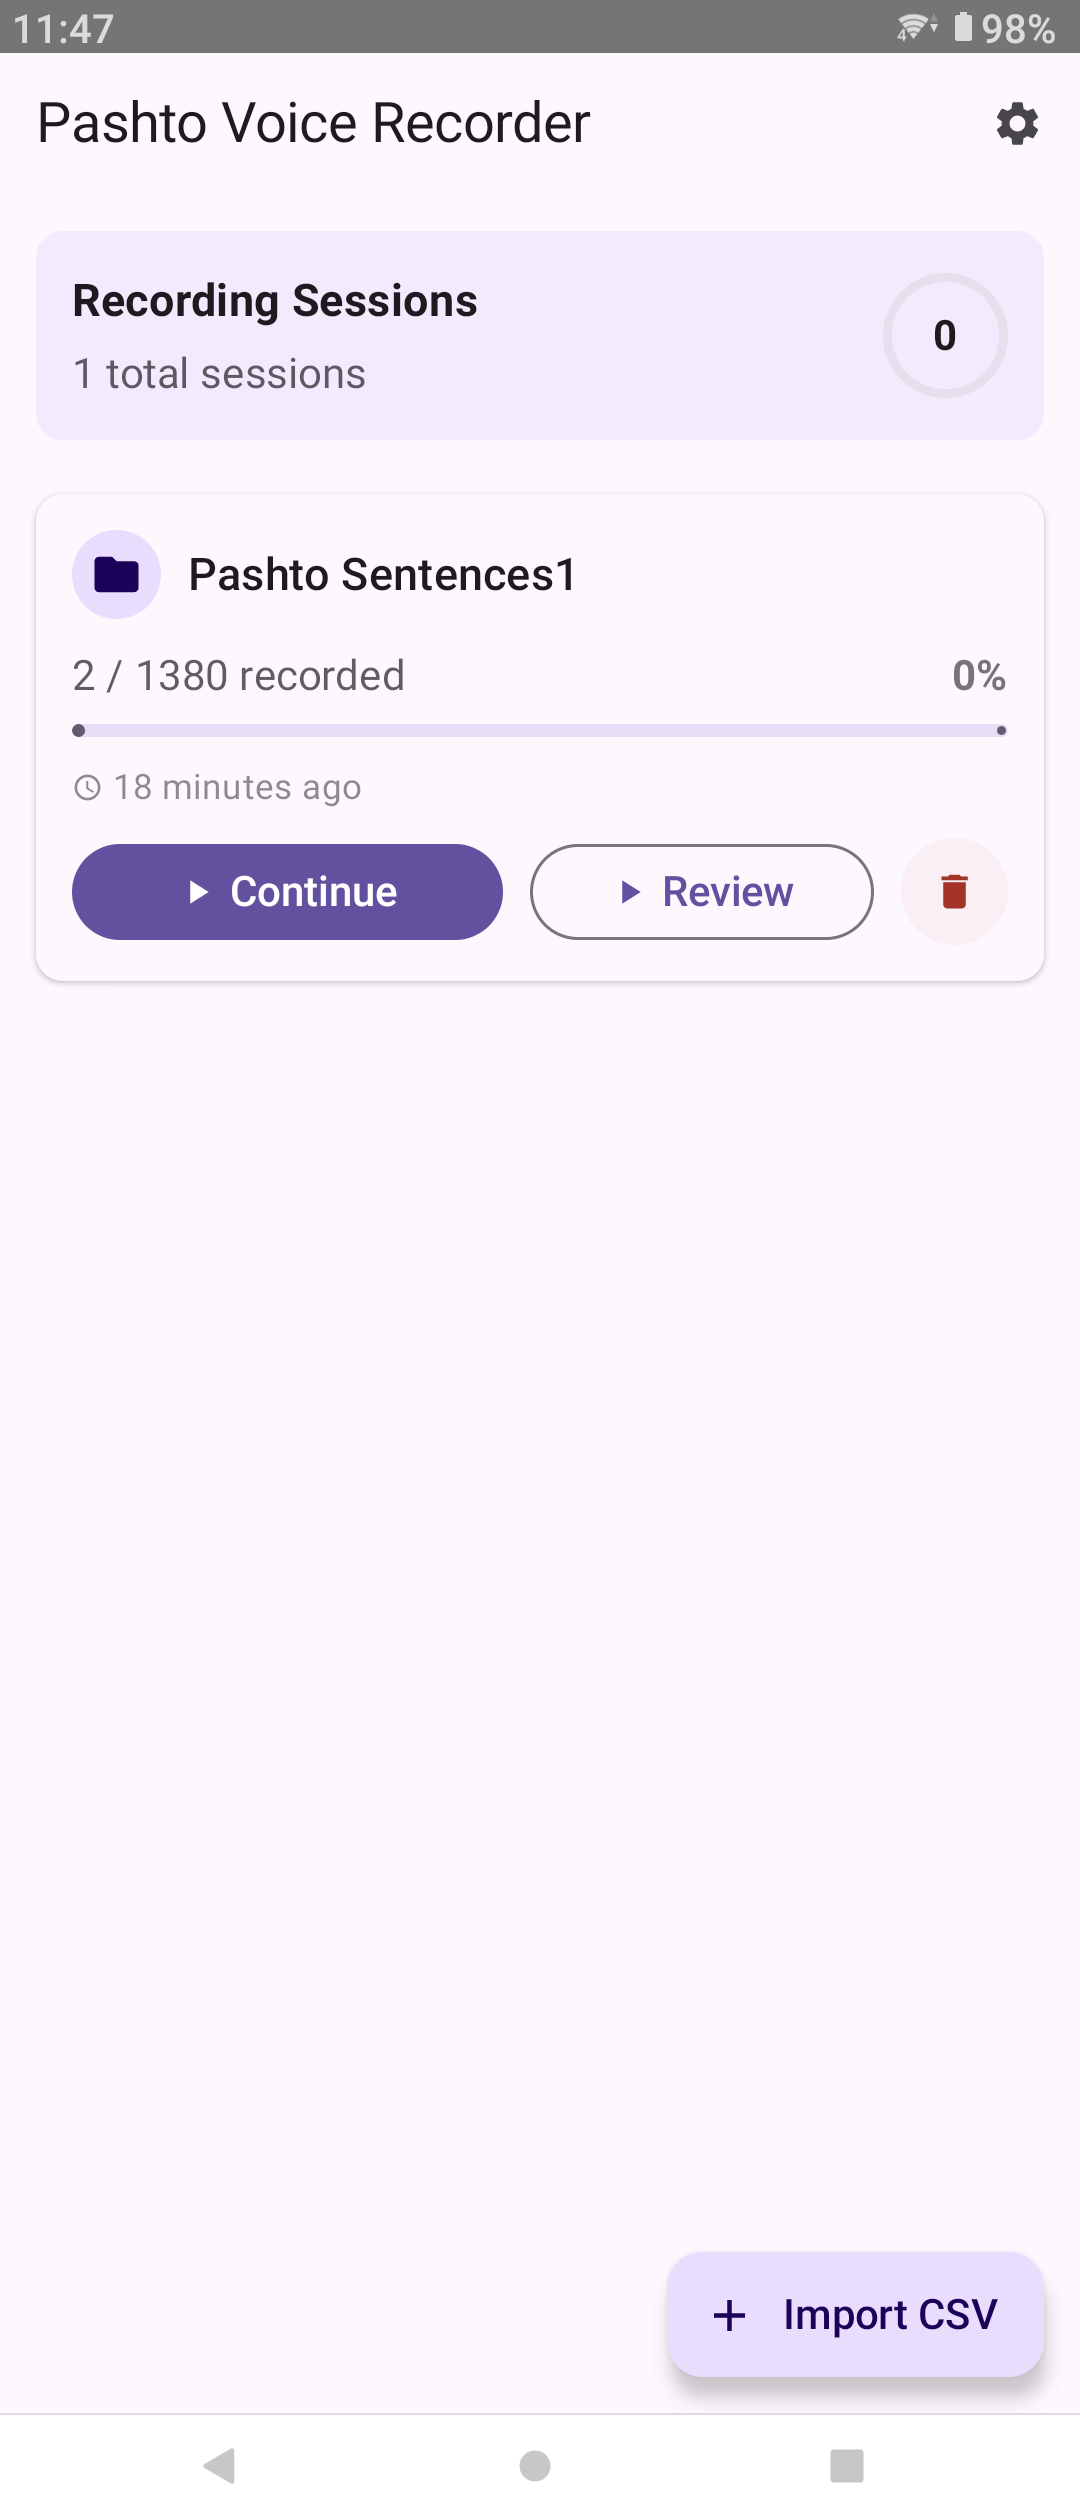 11:47
4 98%
Pashto Voice Recorder
Recording Sessions
1 total sessions
0
Pashto Sentences1
2 / 1380 recorded 0%
18 minutes ago
Continue Review
Import CSV